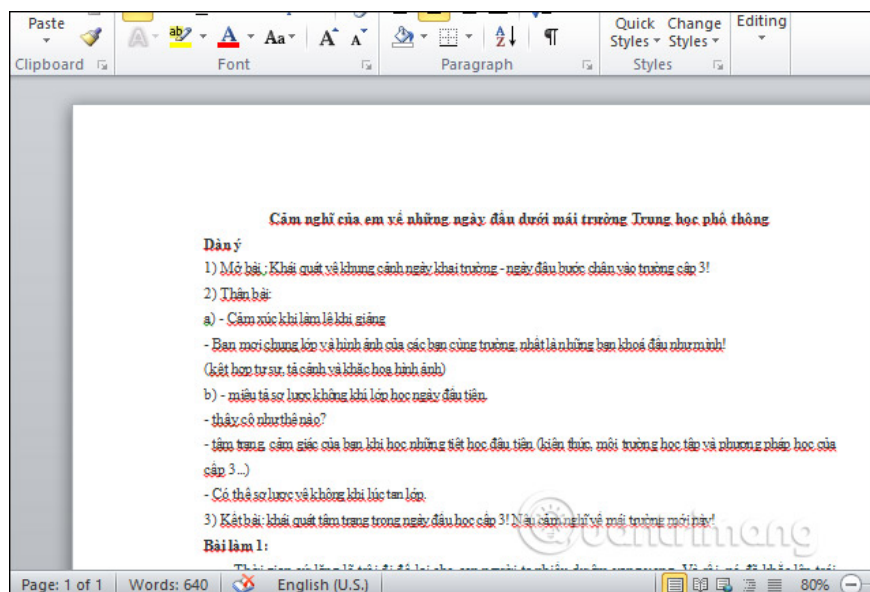 Paste
Quick Change Editing
Styles Styles
Clipboard Font Paragraph Styles
Cảm nghĩ của em về những ngày đầu dưới mái trường Trung học phổ thông
Dàn ý
1) Mở bài : Khái quát về khung cảnh ngày khai trường - ngày đầu bước chân vào trường cấp 3!
2) Thân bài:
a) - Cảm xúc khi làm lễ khi giảng
- Bạn mơi chung lớp và hình ảnh của các bạn cùng trường, nhất là những bạn khoá đầu như mình!
(kết hợp tự sự, tả cảnh và khắc hoạ hình ảnh)
b) - miêu tả sơ lược không khí lớp học ngày đầu tiên.
- thầy cô như thế nào?
- tâm trạng, cảm giác của bạn khi học những tiết học đầu tiên (kiến thức, môi trường học tập và phương pháp học của
cấp 3...)
- Có thể sơ lược về không khí lúc tan lớp.
3) Kết bài: khái quát tâm trạng trong ngày đầu học cấp 3! Nêu cảm nghĩ về mái trường mới này!
Bài làm 1:
quantrimang
Page: 1 of 1 Words: 640 English (U.S.) 80%